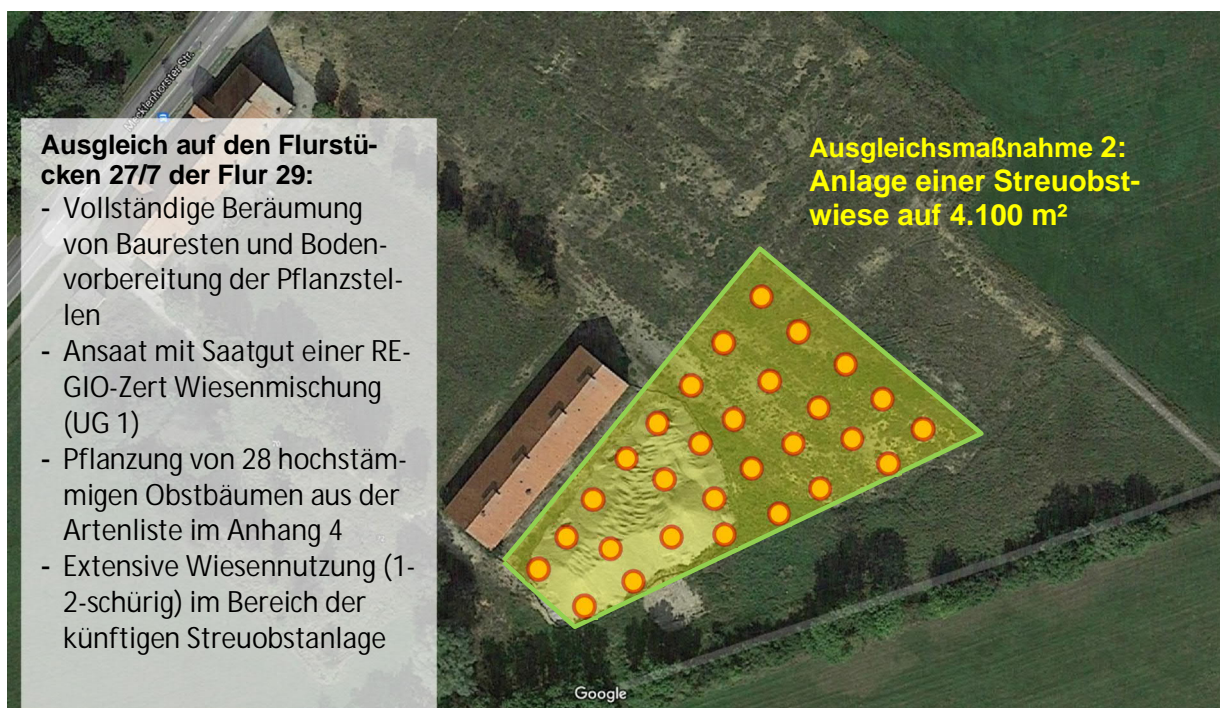 Mecklenhorster Str.
Ausgleich auf den Flurstü-
cken 27/7 der Flur 29:
- Vollständige Beräumung
von Bauresten und Boden-
vorbereitung der Pflanzstel-
len
- Ansaat mit Saatgut einer RE-
GIO-Zert Wiesenmischung
(UG 1)
- Pflanzung von 28 hochstäm-
migen Obstbäumen aus der
Artenliste im Anhang 4
- Extensive Wiesennutzung (1-
2-schürig) im Bereich der
künftigen Streuobstanlage
Ausgleichsmaßnahme 2:
Anlage einer Streuobst-
wiese auf 4.100 m²
Google